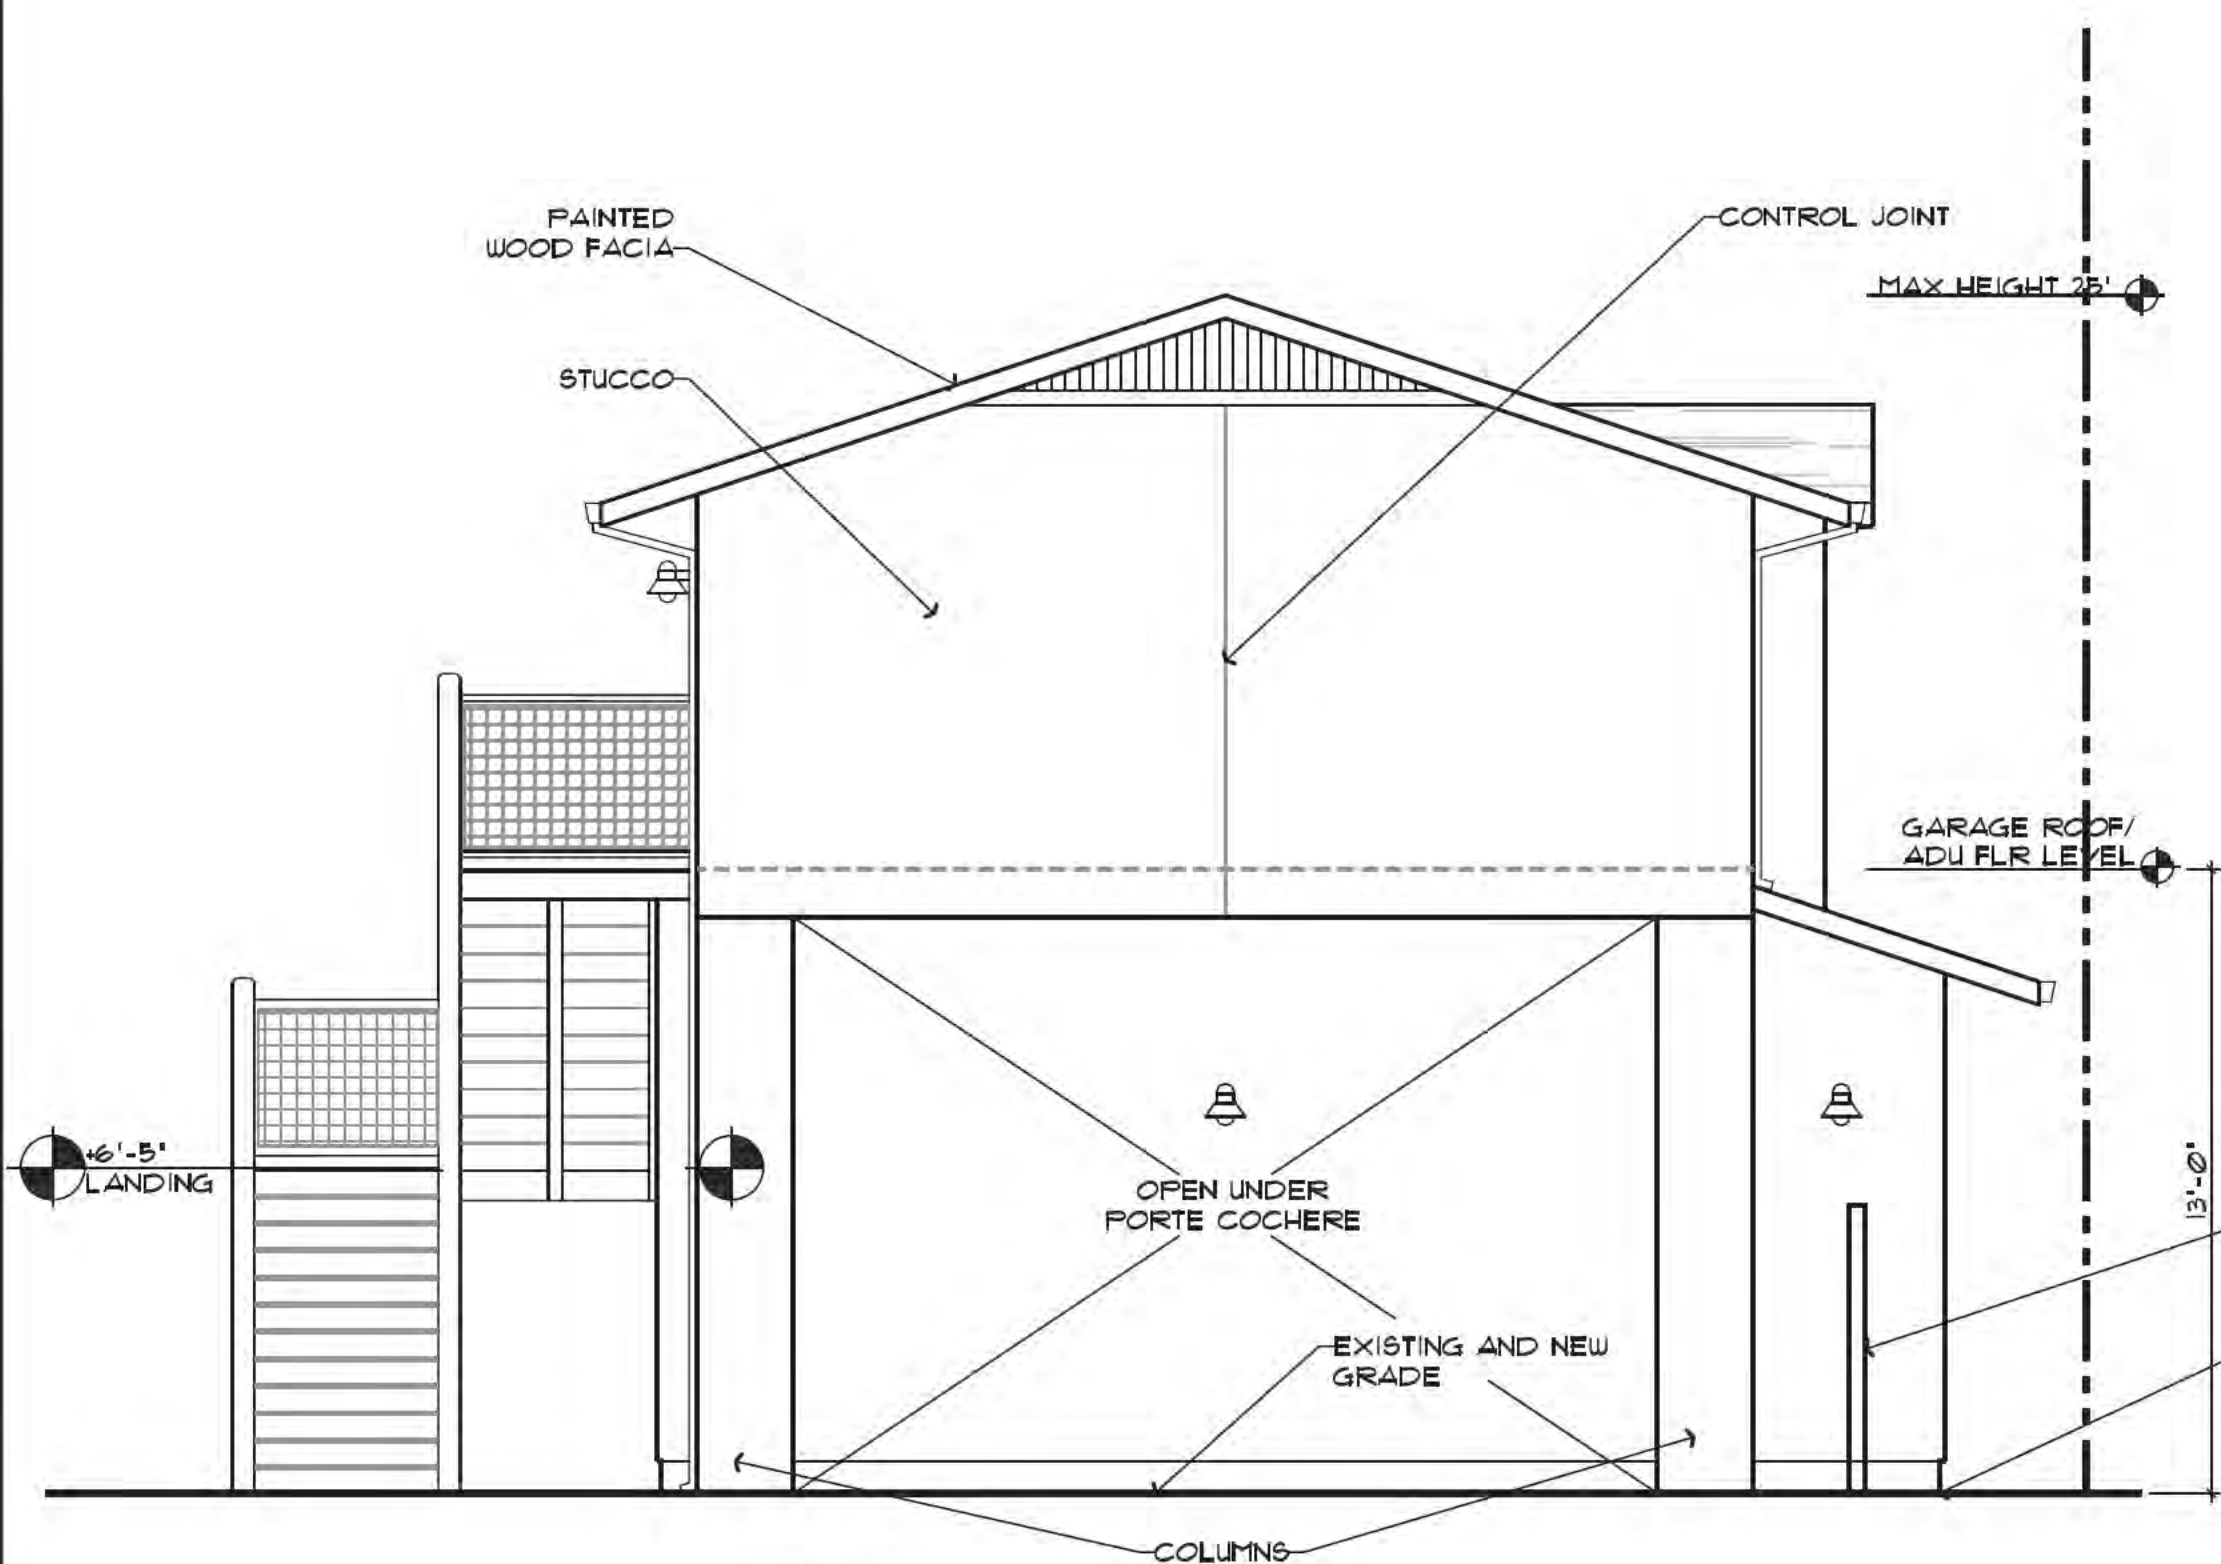 PAINTED
WOOD FACIA
CONTROL JOINT
MAX HEIGHT 25'
STUCCO
GARAGE ROOF/
ADU FLR LEVEL
+6'-5"
LANDING
OPEN UNDER
PORTE COCHERE
13'-0"
EXISTING AND NEW
GRADE
COLUMNS